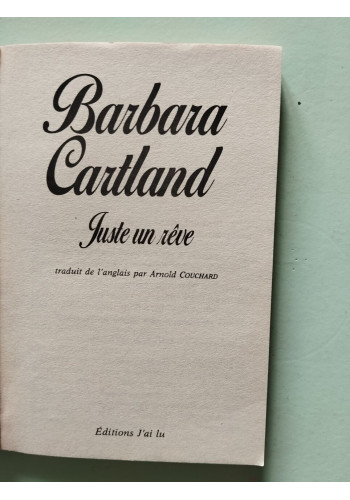 Barbara
Cartland
Juste un rêve
traduit de l'anglais par Arnold COUCHARD
Éditions J'ai lu